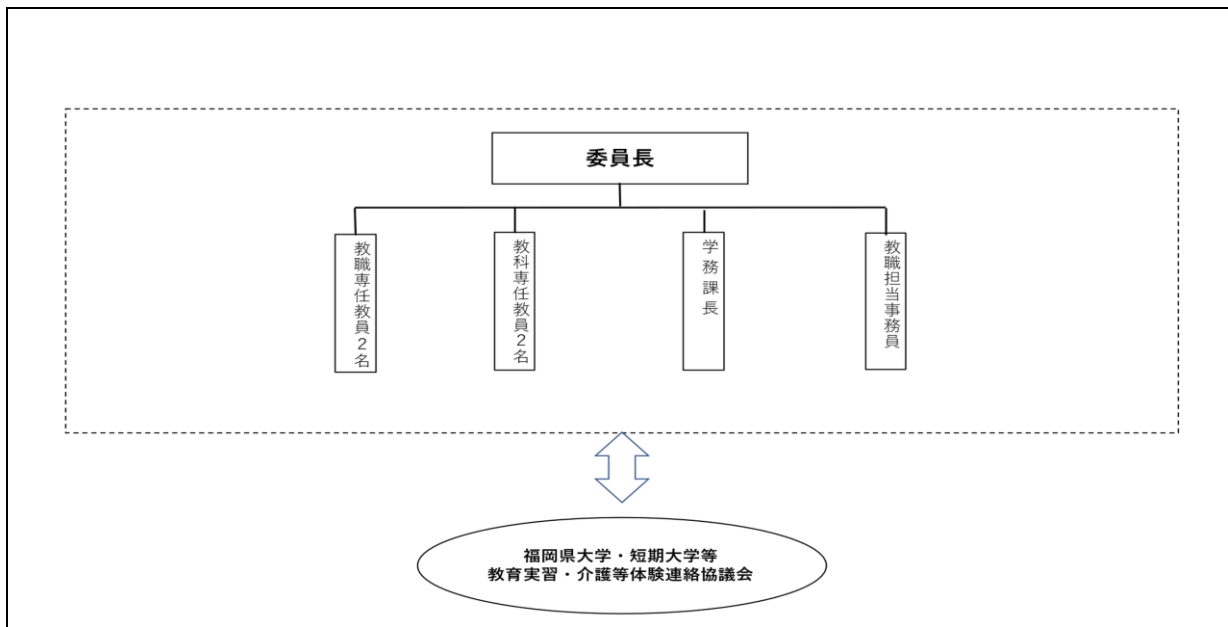 委員長
教職専任教員2名
教科専任教員2名
学務課長
教職担当事務員
福岡県大学・短期大学等
教育実習・介護等体験連絡協議会